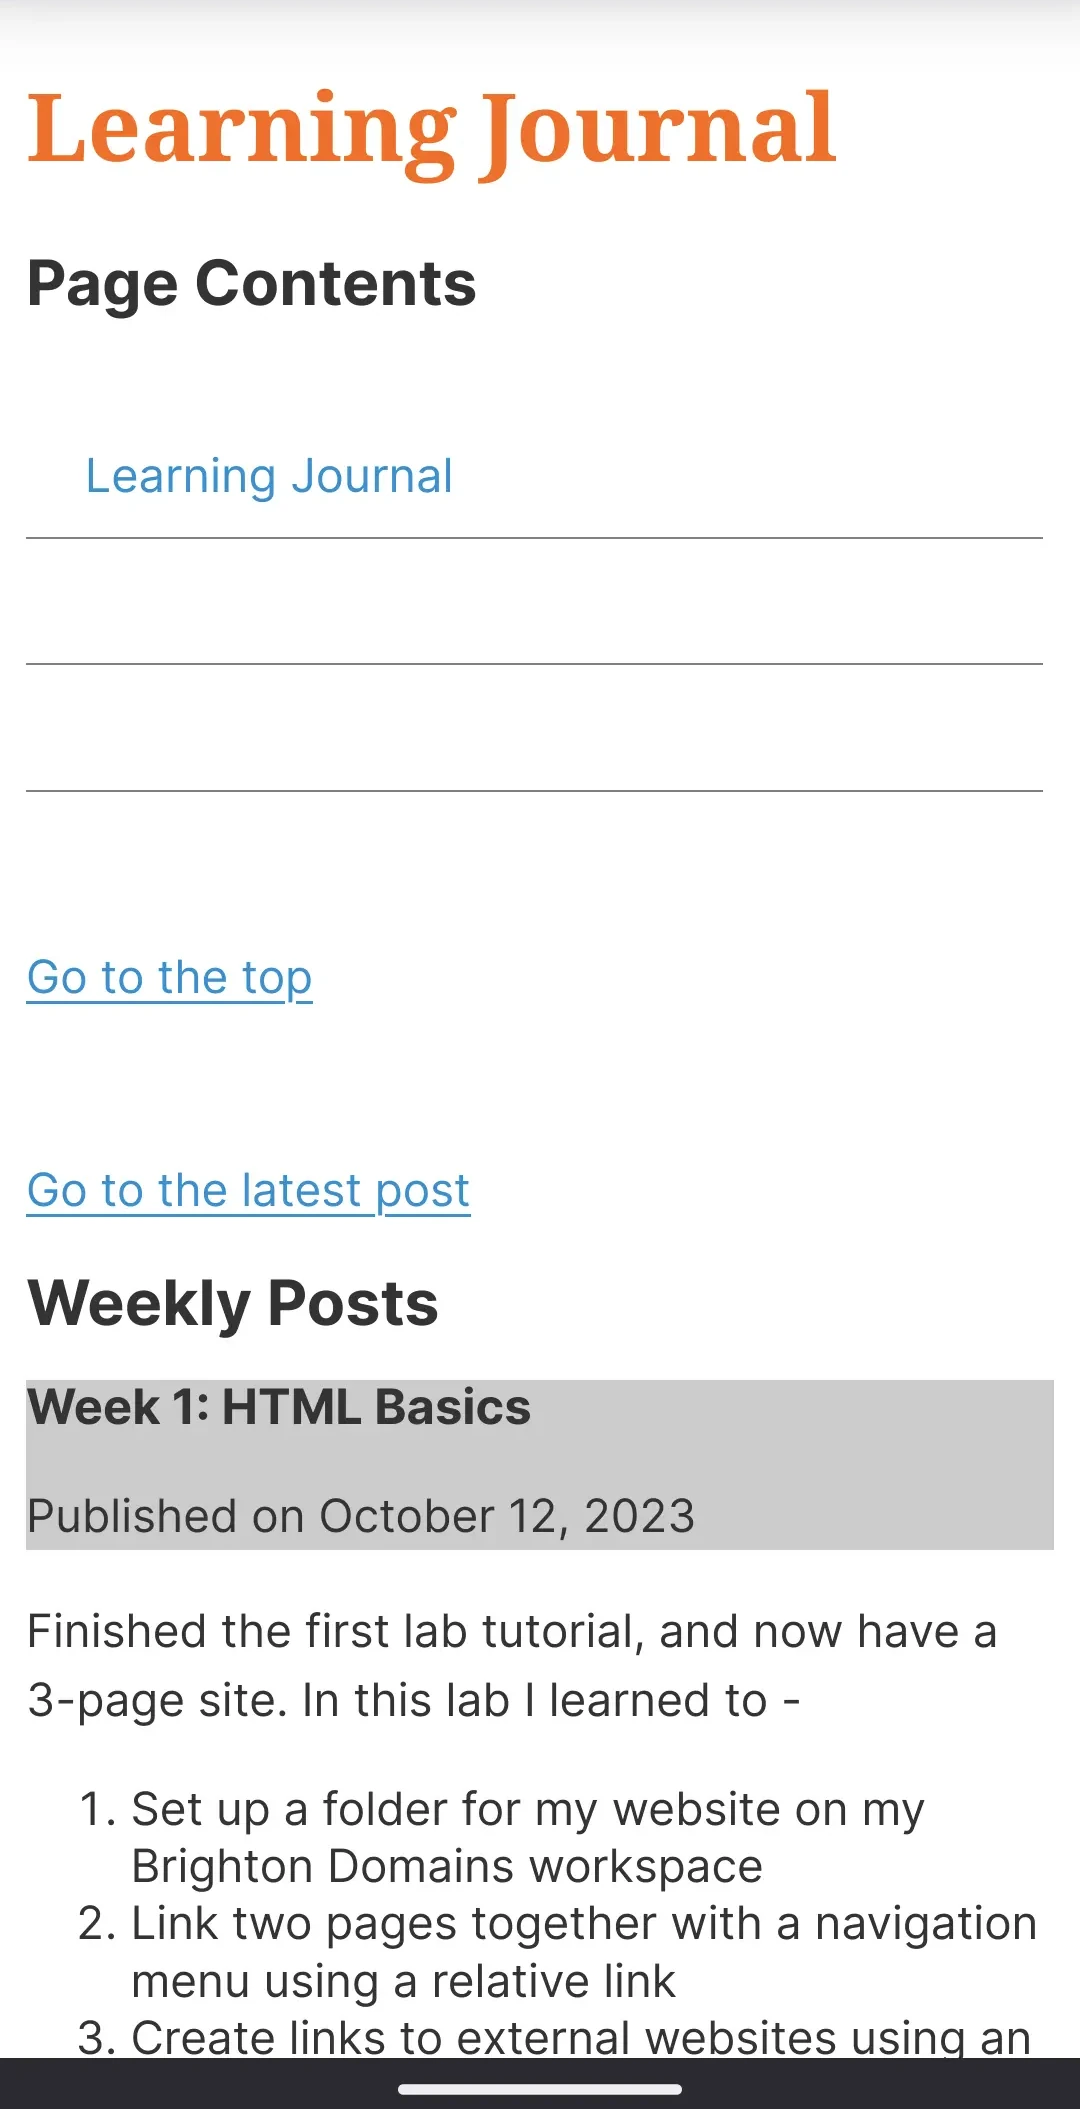 Learning Journal
Page Contents
Learning Journal
Go to the top
Go to the latest post
Weekly Posts
Week 1: HTML Basics
Published on October 12, 2023
Finished the first lab tutorial, and now have a
3-page site. In this lab I learned to -
1. Set up a folder for my website on my
Brighton Domains workspace
2. Link two pages together with a navigation
menu using a relative link
3. Create links to external websites using an